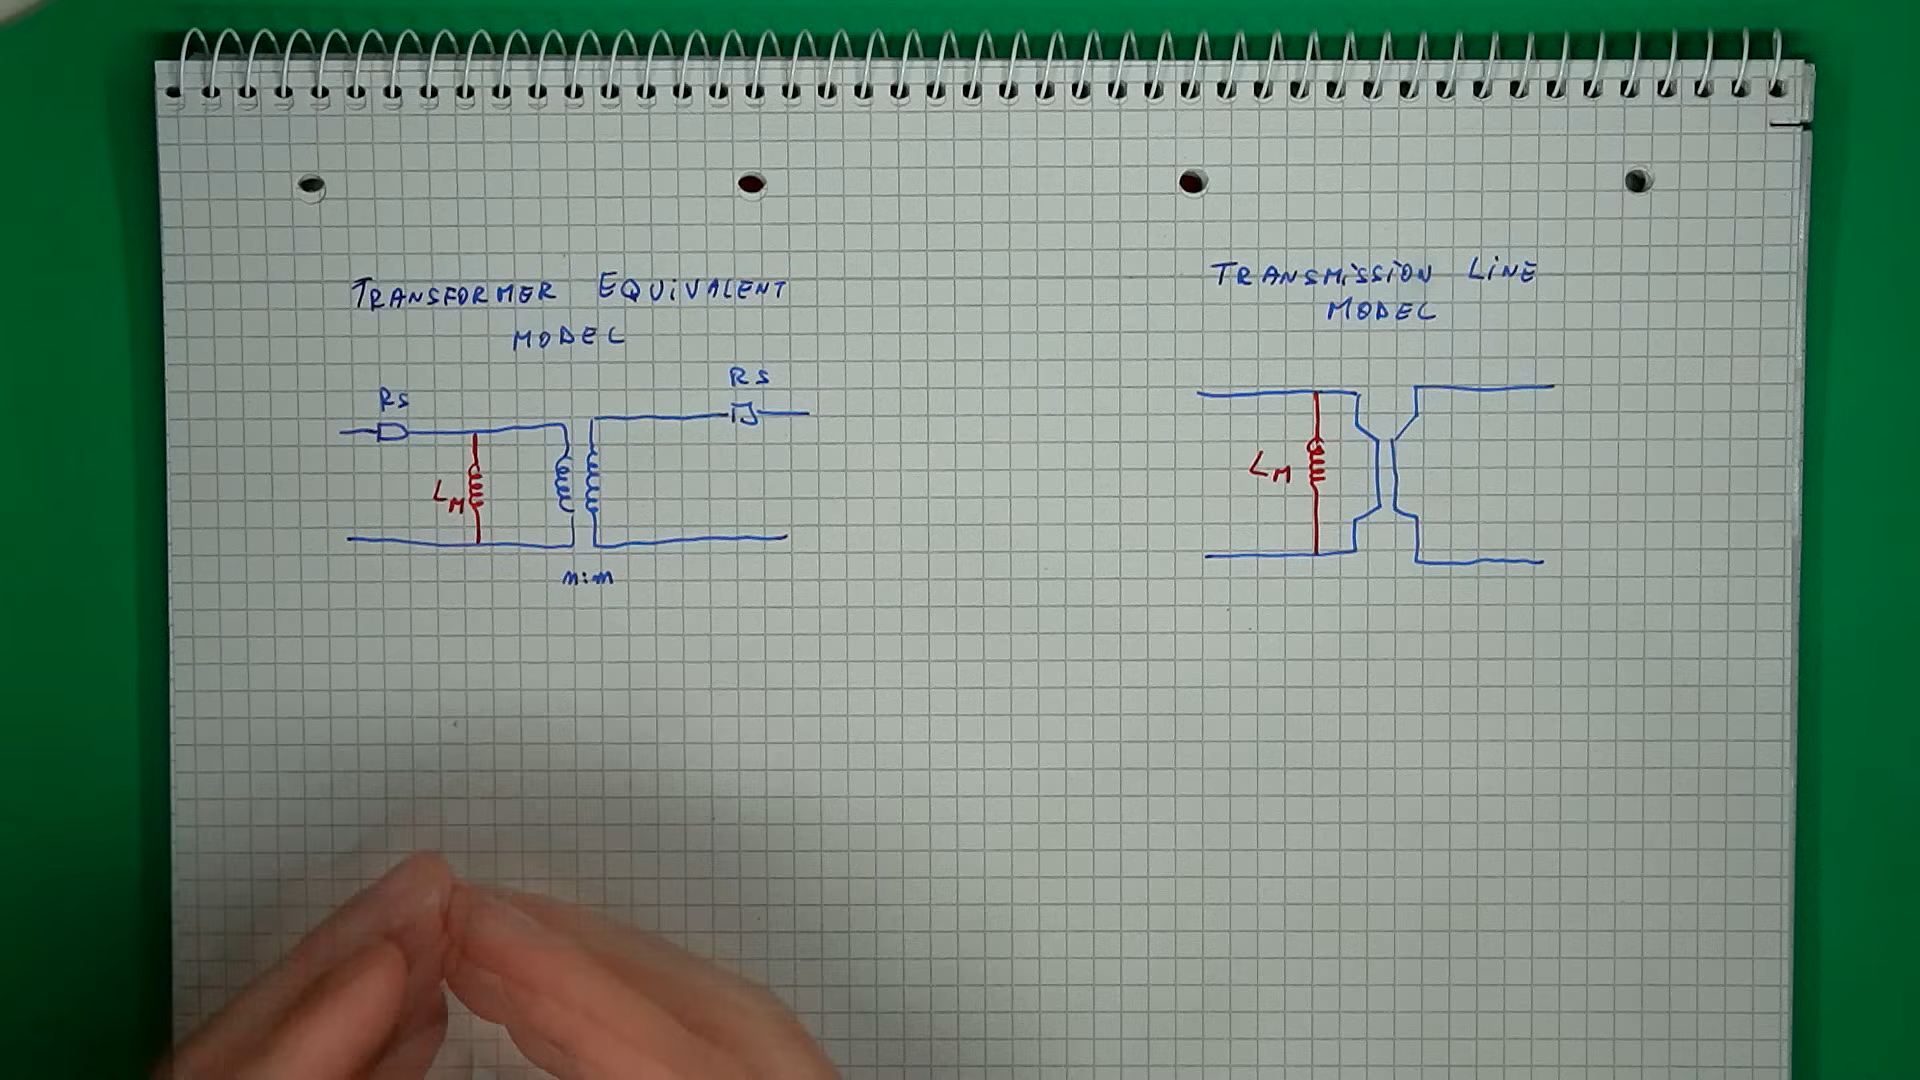 TRANSFORMER EQUIVALENT
MODEL
Rs
Rs
LM
n:m
TRANSMISSION LINE
MODEL
LM